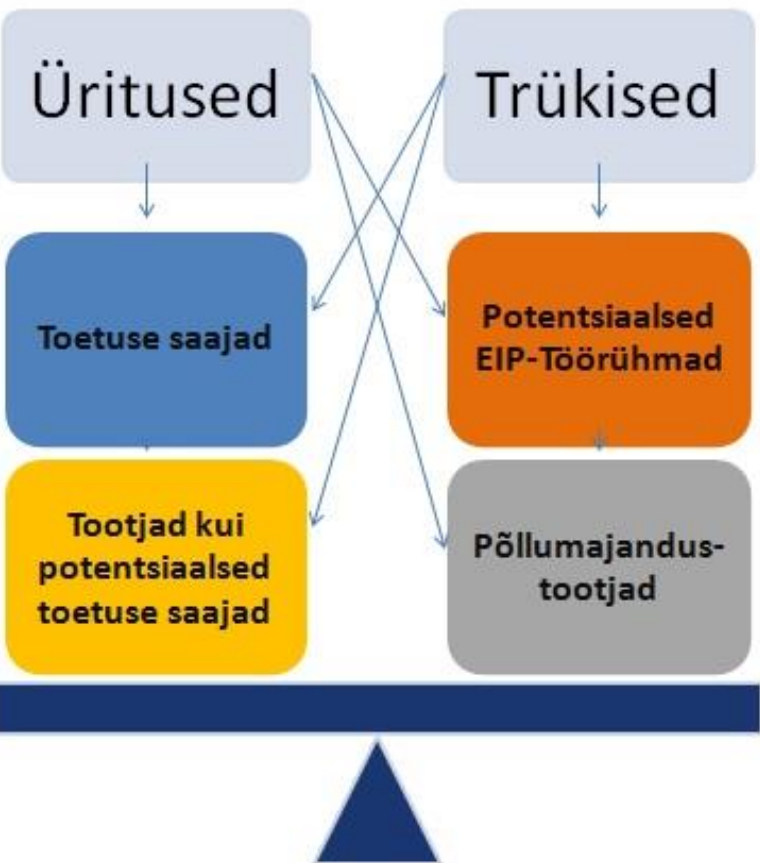 Üritused
Trükised
Toetuse saajad
Potentsiaalsed
EIP-Töörühmad
Tootjad kui
potentsiaalsed
toetuse saajad
Põllumajandus-
tootjad